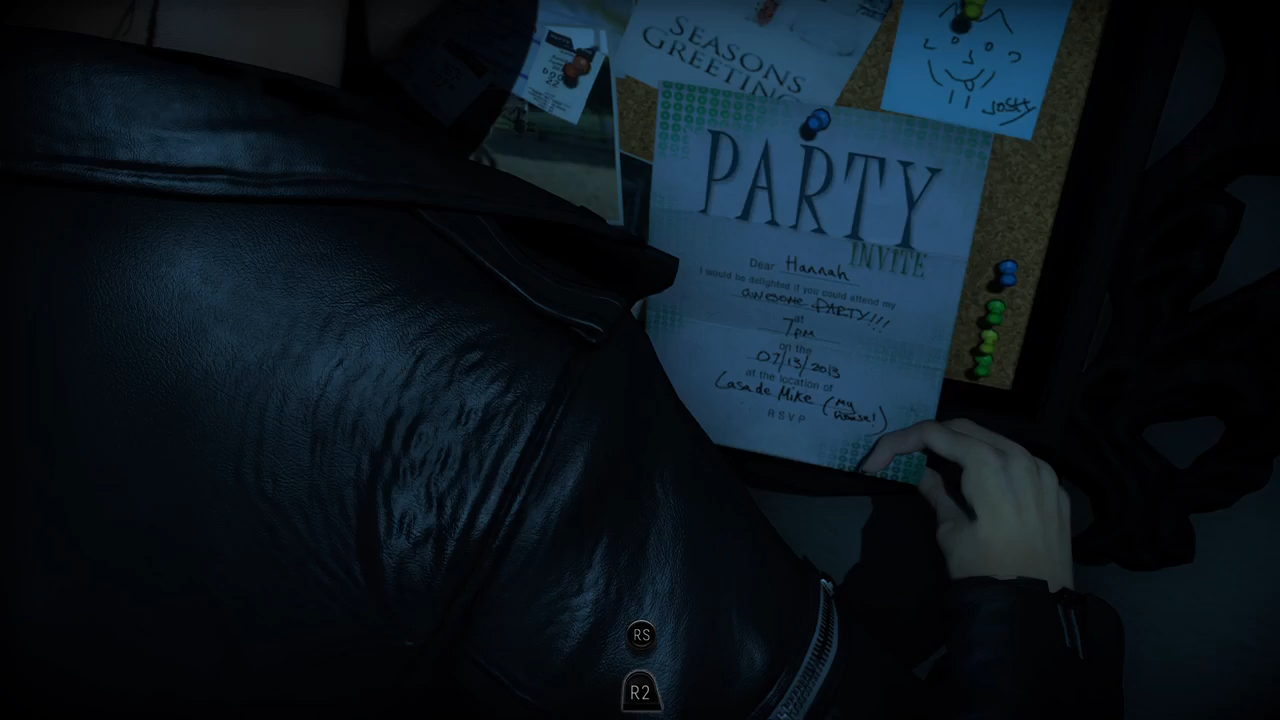 SEASONS
GREETING
Josh
PARTY
INVITE
Dear Hannah
I would be delighted if you could attend my
awesome PARTY!!!
at
7pm
on the
07/13/2013
at the location of
Casa de Mike (my
house!)
RSVP
RS
R2